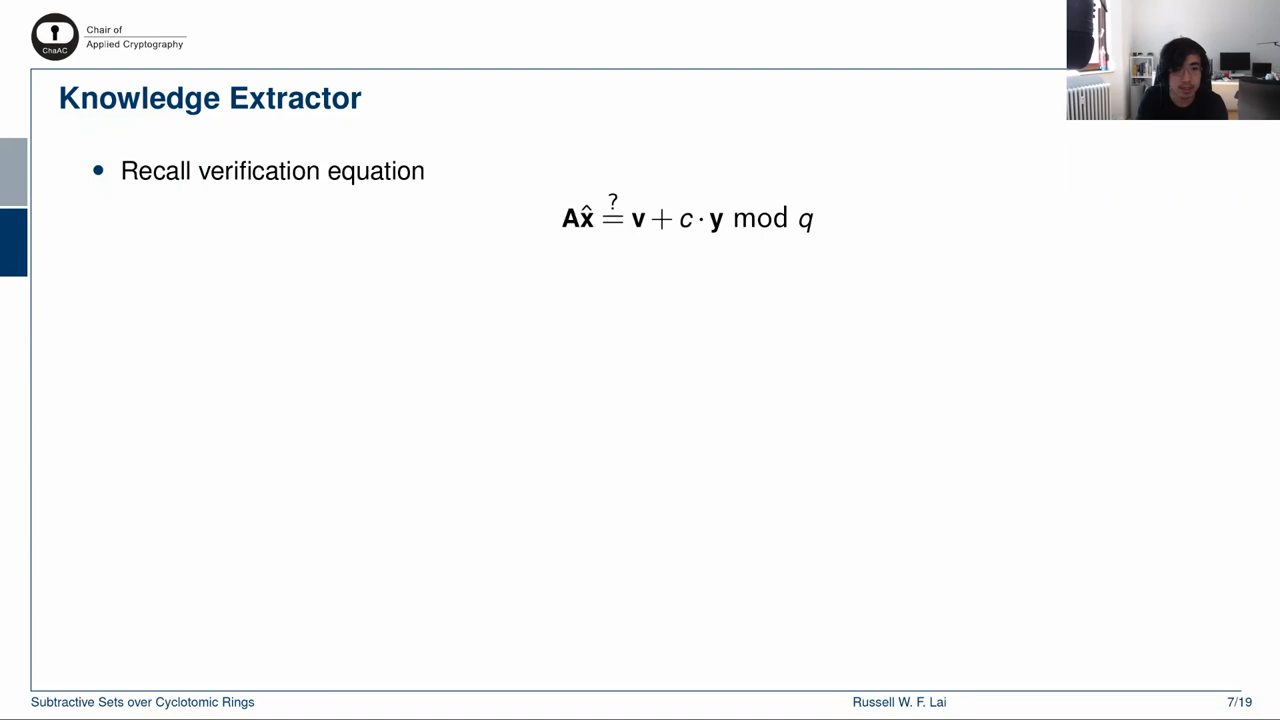 Chair of
Applied Cryptography
ChaAC
Knowledge Extractor
• Recall verification equation
𝐀𝐱̂ ≟ 𝐯 + c · 𝐲 mod q
Subtractive Sets over Cyclotomic Rings
Russell W. F. Lai
7/19